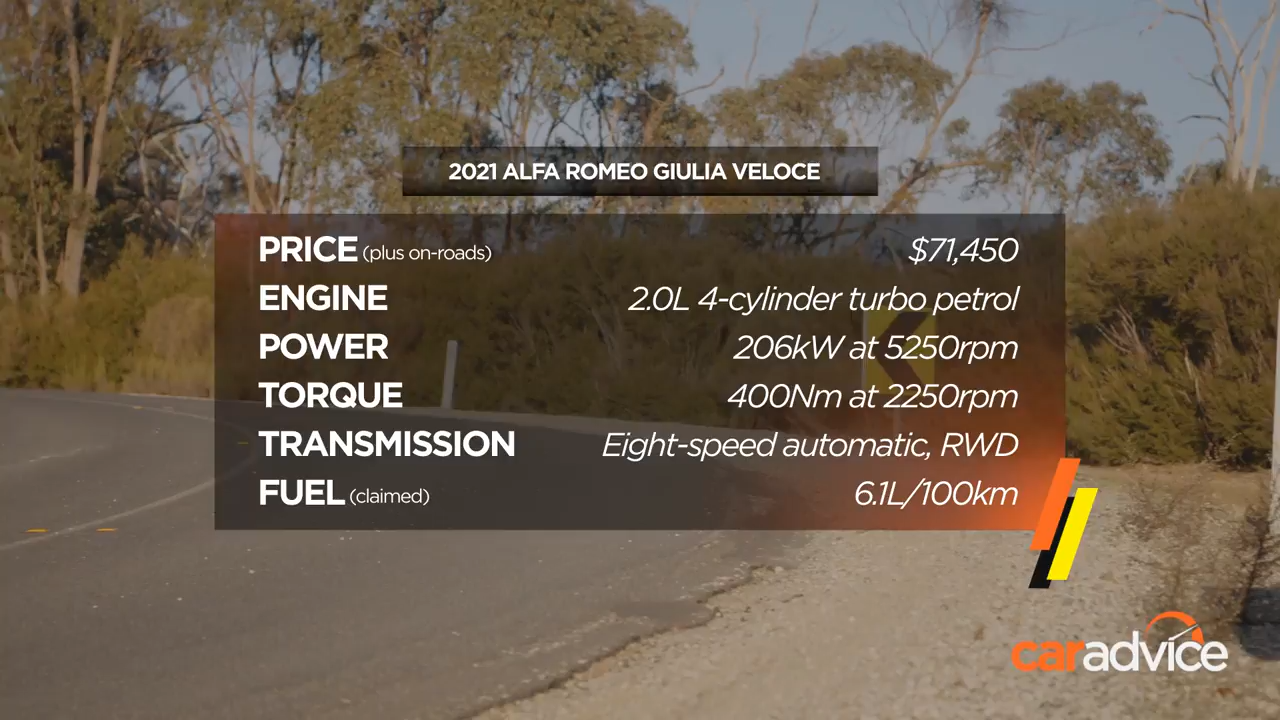 2021 ALFA ROMEO GIULIA VELOCE
PRICE (plus on-roads) $71,450
ENGINE 2.0L 4-cylinder turbo petrol
POWER 206kW at 5250rpm
TORQUE 400Nm at 2250rpm
TRANSMISSION Eight-speed automatic, RWD
FUEL (claimed) 6.1L/100km
caradvice